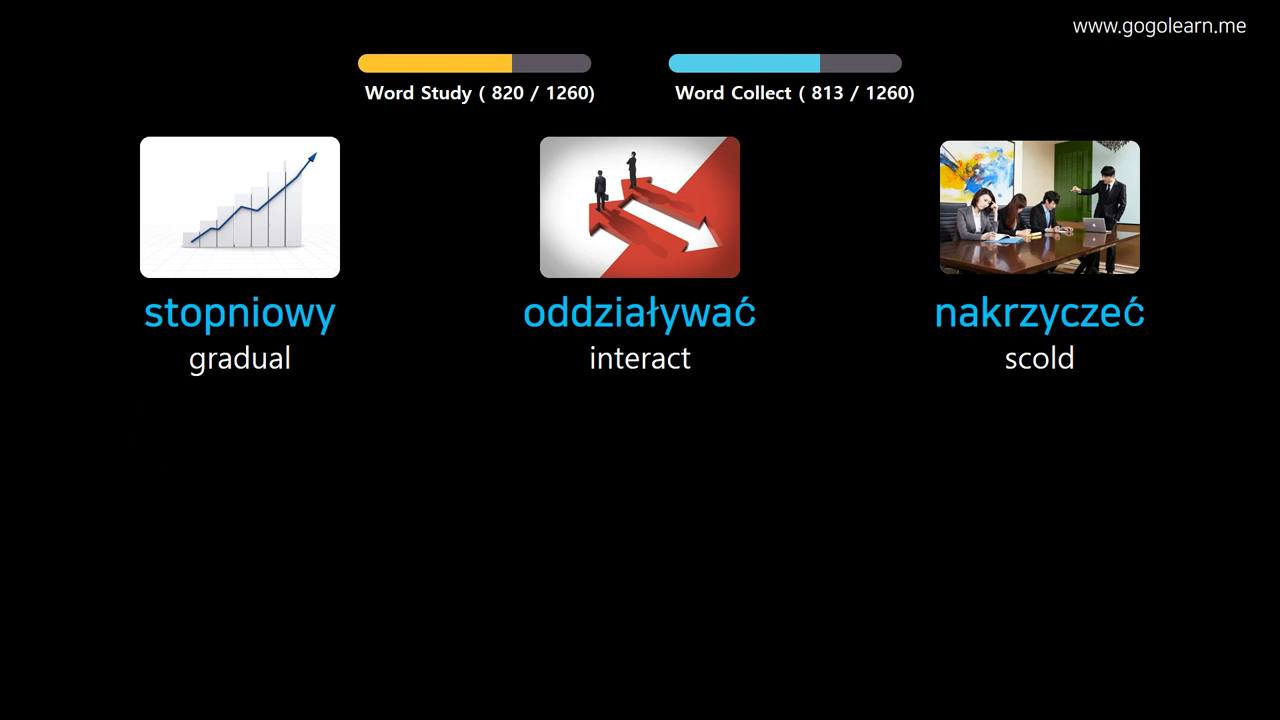 www.gogolearn.me
Word Study ( 820 / 1260)
Word Collect ( 813 / 1260)
stopniowy
gradual
oddziaływać
interact
nakrzyczeć
scold